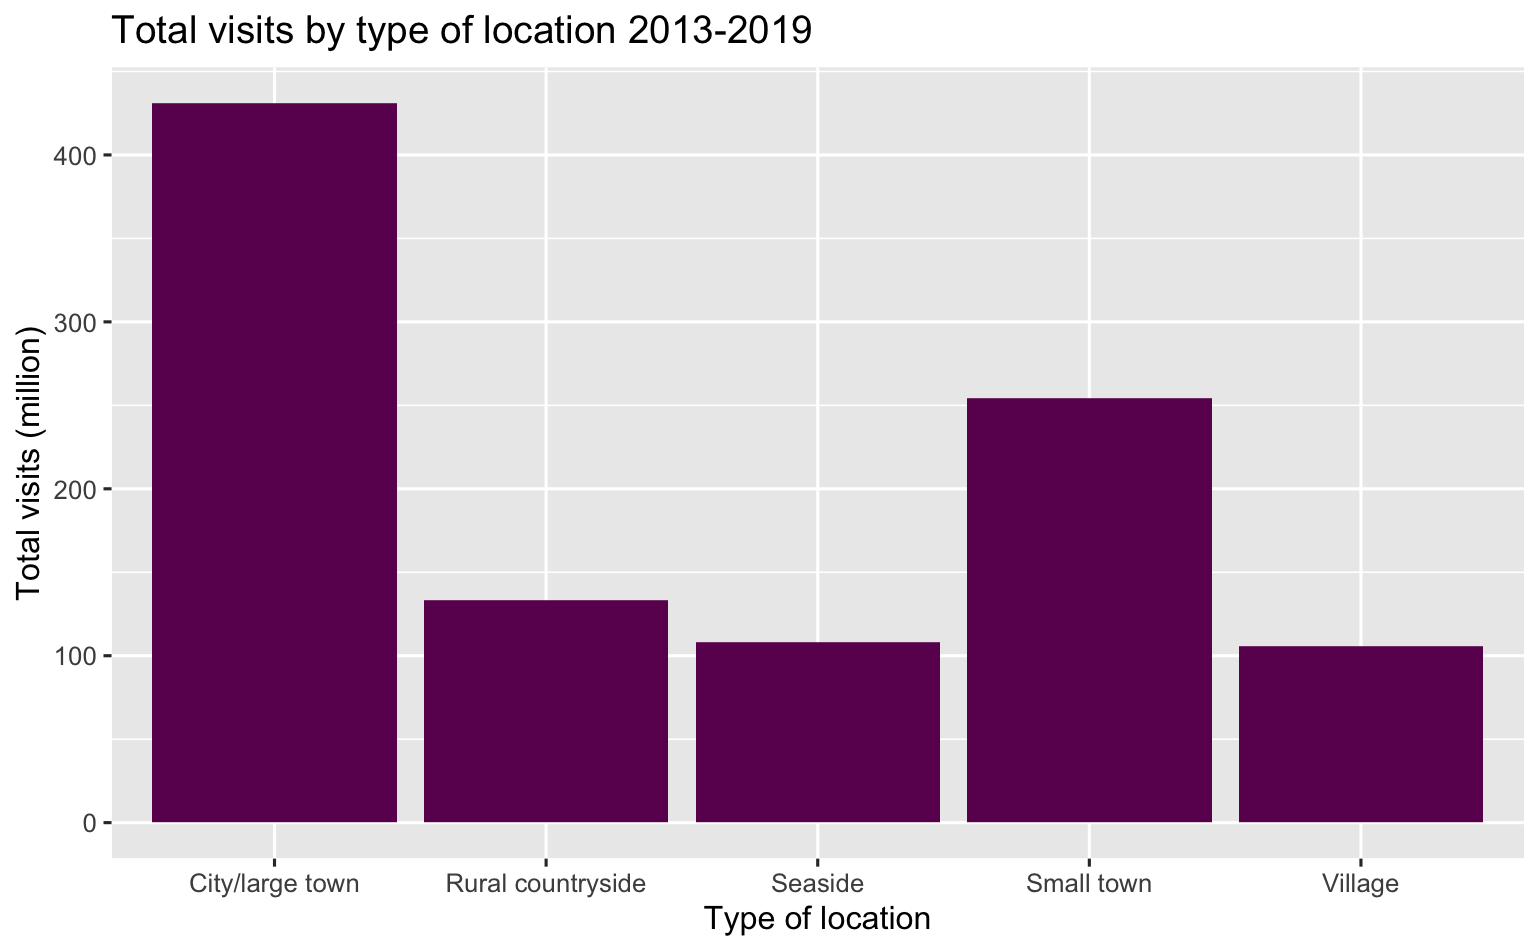 Total visits by type of location 2013-2019
Total visits (million)
400
300
200
100
0
City/large town
Rural countryside
Seaside
Small town
Village
Type of location